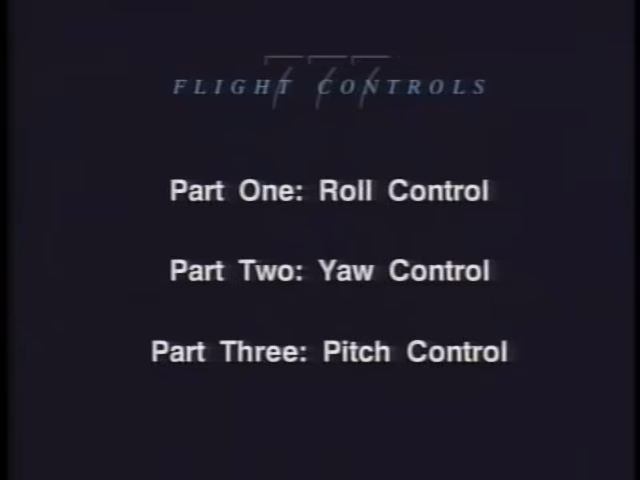 FLIGHT CONTROLS
Part One: Roll Control
Part Two: Yaw Control
Part Three: Pitch Control